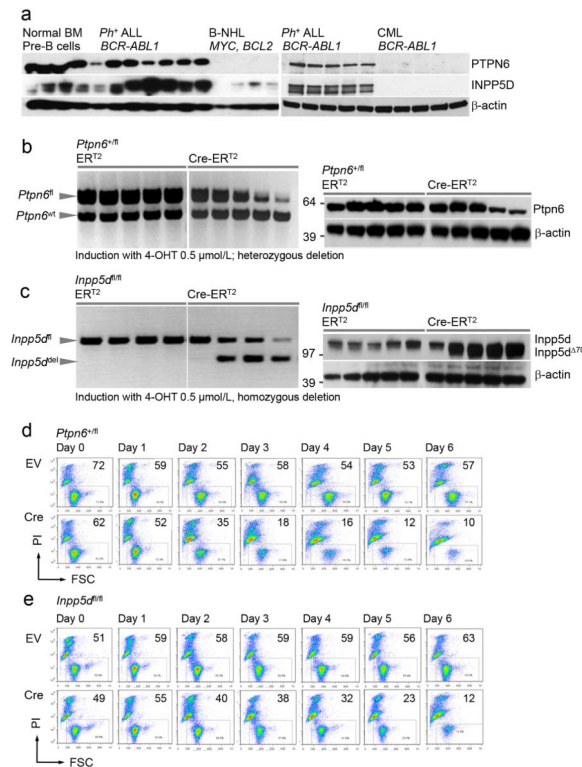 a
Normal BM Ph+ ALL B-NHL Ph+ ALL CML
Pre-B cells BCR-ABL1 MYC, BCL2 BCR-ABL1 BCR-ABL1
PTPN6
INPP5D
β-actin
b
Ptpn6+/fl
ERT2 Cre-ERT2
Ptpn6fl
Ptpn6wt
Induction with 4-OHT 0.5 μmol/L; heterozygous deletion
Ptpn6+/fl
ERT2 Cre-ERT2
64
Ptpn6
39
β-actin
c
Inpp5dfl/fl
ERT2 Cre-ERT2
Inpp5dfl
Inpp5ddel
Induction with 4-OHT 0.5 μmol/L, homozygous deletion
Inpp5dfl/fl
ERT2 Cre-ERT2
Inpp5d
97
β-actin
39
d
Ptpn6+/fl
Day 0 Day 1 Day 2 Day 3 Day 4 Day 5 Day 6
EV 72 59 55 58 54 53 57
Cre 62 52 35 18 16 12 10
PI
FSC
e
Inpp5dfl/fl
Day 0 Day 1 Day 2 Day 3 Day 4 Day 5 Day 6
EV 51 59 58 59 59 56 63
Cre 49 55 40 38 32 23 12
PI
FSC